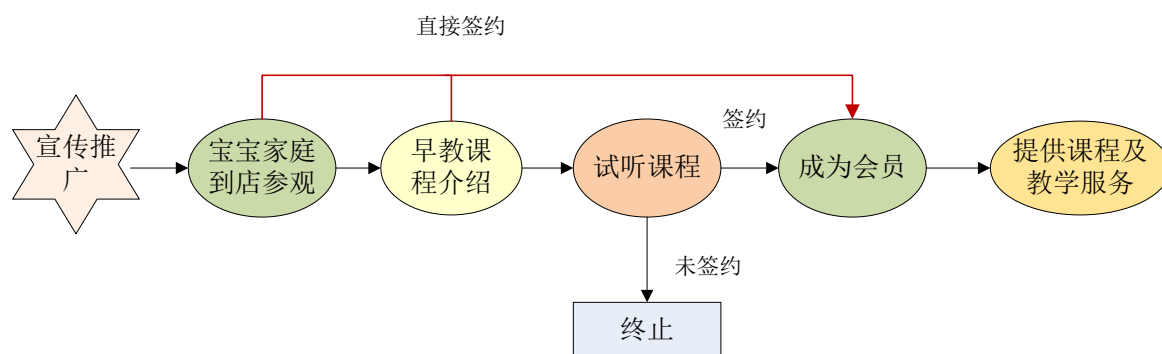 直接签约
宣传推
广
宝宝家庭
到店参观
早教课
程介绍
试听课程
签约
成为会员
提供课程及
教学服务
未签约
终止